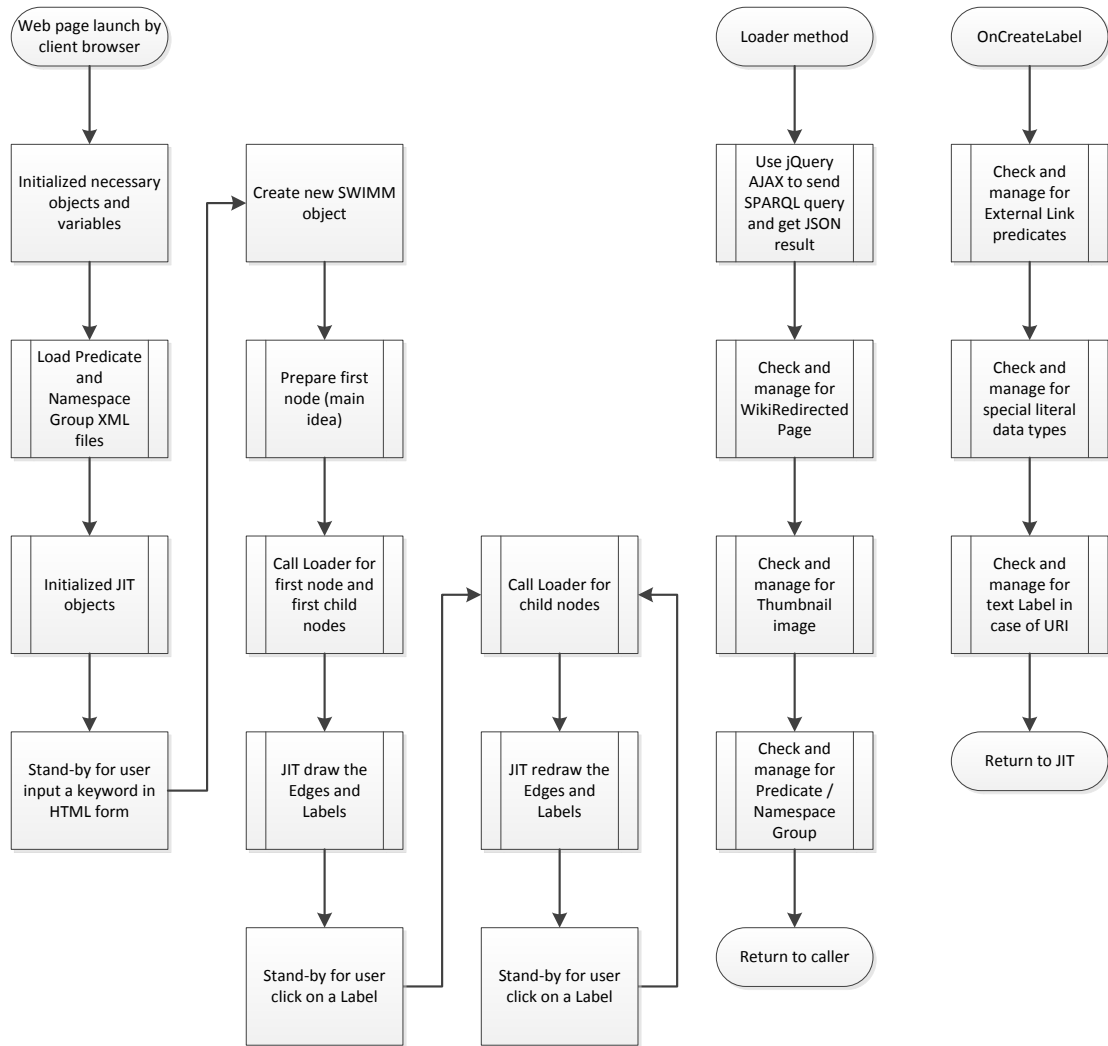 Web page launch by
client browser
Initialized necessary
objects and
variables
Load Predicate
and
Namespace
Group XML
files
Initialized JIT
objects
Stand-by for user
input a keyword in
HTML form
Create new SWIMM
object
Prepare first
node (main
idea)
Call Loader for
first node and
first child
nodes
JIT draw the
Edges and
Labels
Stand-by for user
click on a Label
Call Loader for
child nodes
JIT redraw the
Edges and
Labels
Stand-by for user
click on a Label
Loader method
Use jQuery
AJAX to send
SPARQL query
and get JSON
result
Check and
manage for
WikiRedirected
Page
Check and
manage for
Thumbnail
image
Check and
manage for
Predicate /
Namespace
Group
Return to caller
OnCreateLabel
Check and
manage for
External Link
predicates
Check and
manage for
special literal
data types
Check and
manage for
text Label in
case of URI
Return to JIT